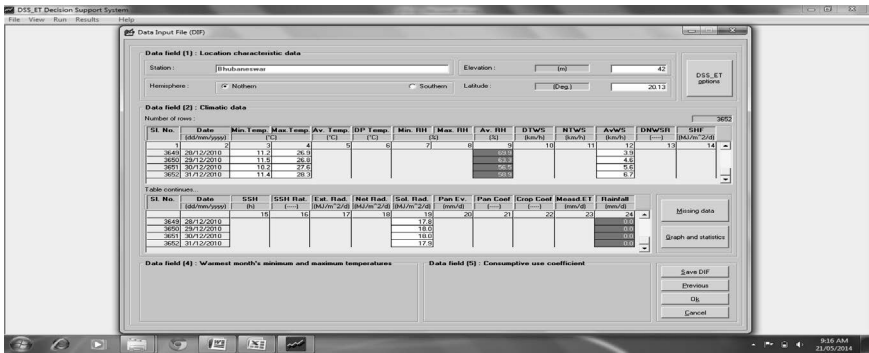 DSS_ET Decision Support System
File View Run Results Help
Data Input File (DIF)
Data field (1) : Location characteristic data
Station : Bhubaneswar Elevation : (m) 42
Hemisphere : Nothern Southern Latitude : (Deg.) 20.13
DSS_ET options
Data field (2) : Climatic data
Number of rows : 3652
Sl. No. Date Min.Temp. Max.Temp. Av. Temp. DP Temp. Min. RH Max. RH Av. RH DTWS NTWS AvWS DNWSR SHF
(dd/mm/yyyy) (°C) (°C) (°C) (%) (%) (km/h) (km/h) (km/h) (----) (MJ/m^2/d)
1 2 3 4 5 6 7 8 9 10 11 12 13 14
3649 28/12/2010 11.2 26.9 3.9
3650 29/12/2010 11.5 26.8 63.3 4.6
3651 30/12/2010 10.2 27.6 56.5 5.6
3652 31/12/2010 11.4 28.3 58.9 6.7
Table continues...
Sl. No. Date SSH SSH Rat. Ext. Rad. Net Rad. Sol. Rad. Pan Ev. Pan Coef Crop Coef Measd.ET Rainfall
(dd/mm/yyyy) (h) (----) (MJ/m^2/d) (MJ/m^2/d) (MJ/m^2/d) (mm/d) (----) (----) (mm/d) (mm/d)
15 16 17 18 19 20 21 22 23 24
3649 28/12/2010 17.8 0.0
3650 29/12/2010 18.0 0.0
3651 30/12/2010 18.0 0.0
3652 31/12/2010 17.9 0.0
Missing data
Graph and statistics
Data field (4) : Warmest month's minimum and maximum temperatures
Data field (5) : Consumptive use coefficient
Save DIF
Previous
Ok
Cancel
9:16 AM
21/05/2014